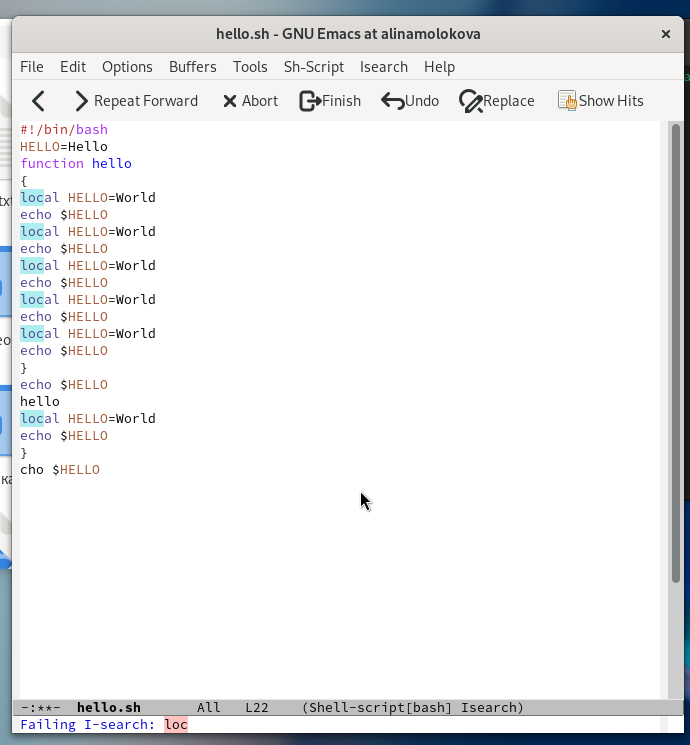 hello.sh - GNU Emacs at alinamolokova ×
File Edit Options Buffers Tools Sh-Script Isearch Help
Repeat Forward Abort Finish Undo Replace Show Hits
#!/bin/bash
HELLO=Hello
function hello
{
local HELLO=World
echo $HELLO
local HELLO=World
echo $HELLO
local HELLO=World
echo $HELLO
local HELLO=World
echo $HELLO
local HELLO=World
echo $HELLO
}
echo $HELLO
hello
local HELLO=World
echo $HELLO
}
cho $HELLO
-:**- hello.sh All L22 (Shell-script[bash] Isearch)
Failing I-search: loc